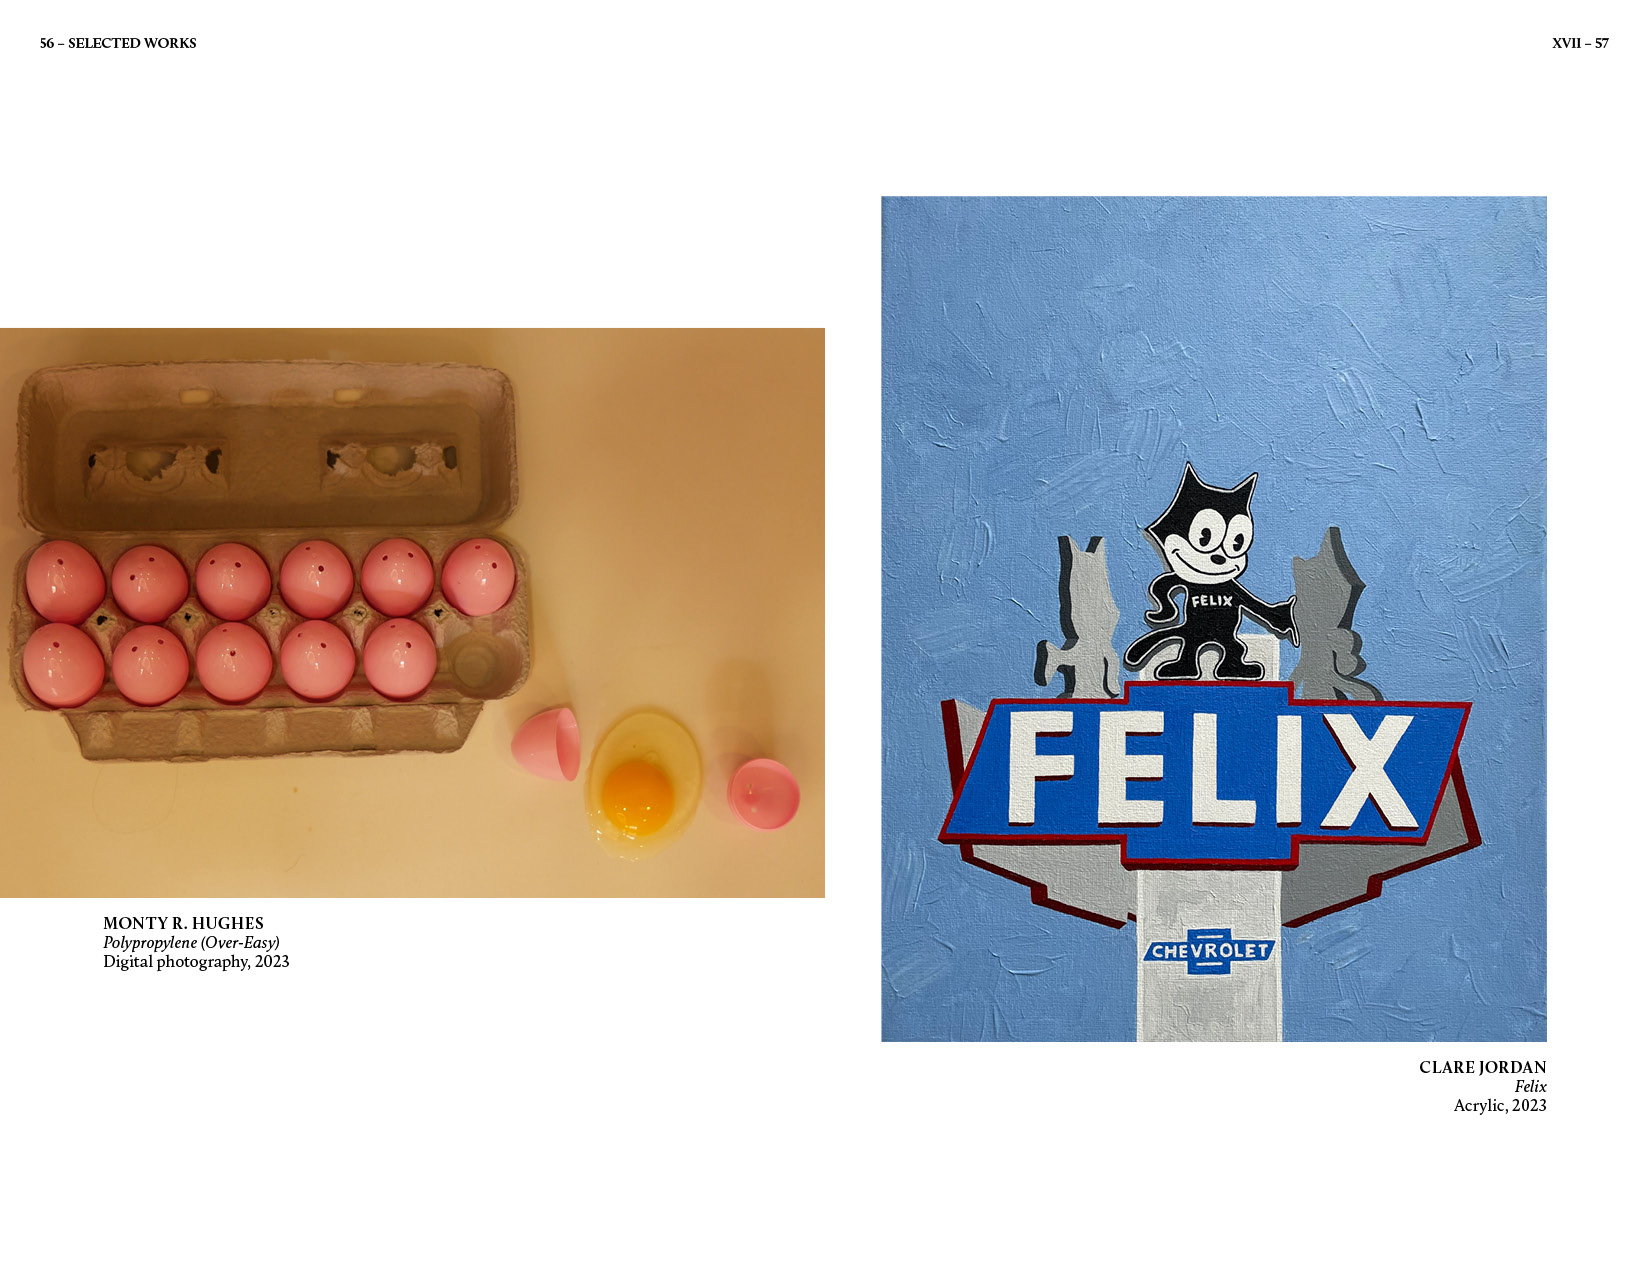 56 – SELECTED WORKS
XVII – 57
MONTY R. HUGHES
Polypropylene (Over-Easy)
Digital photography, 2023
FELIX
FELIX
CHEVROLET
CLARE JORDAN
Felix
Acrylic, 2023